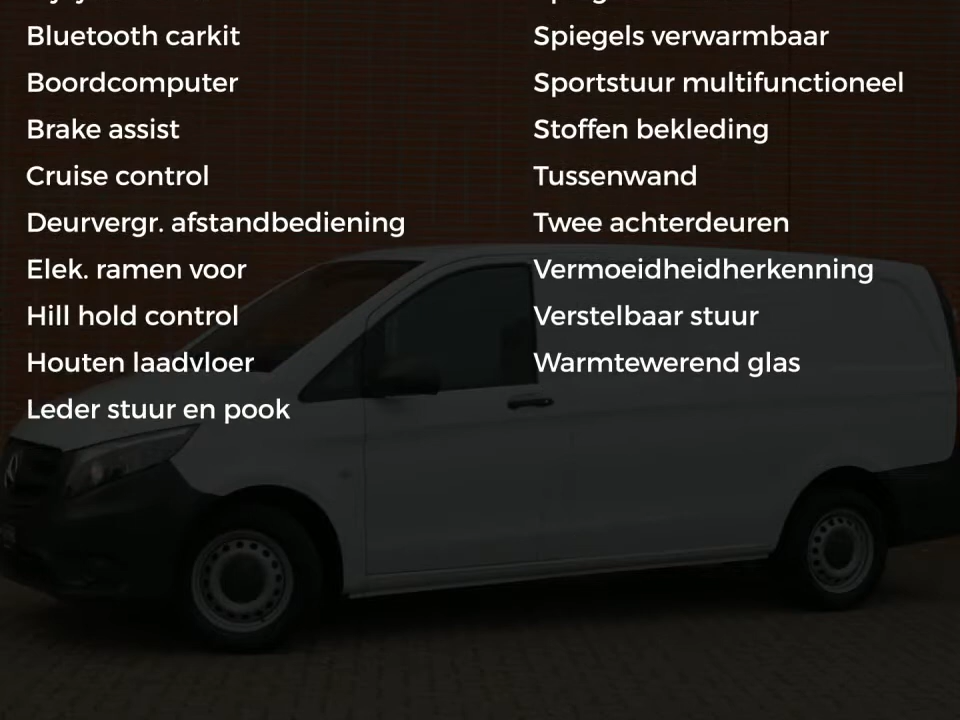 Bluetooth carkit
Boordcomputer
Brake assist
Cruise control
Deurvergr. afstandbediening
Elek. ramen voor
Hill hold control
Houten laadvloer
Leder stuur en pook
Spiegels verwarmbaar
Sportstuur multifunctioneel
Stoffen bekleding
Tussenwand
Twee achterdeuren
Vermoeidheidherkenning
Verstelbaar stuur
Warmtewerend glas